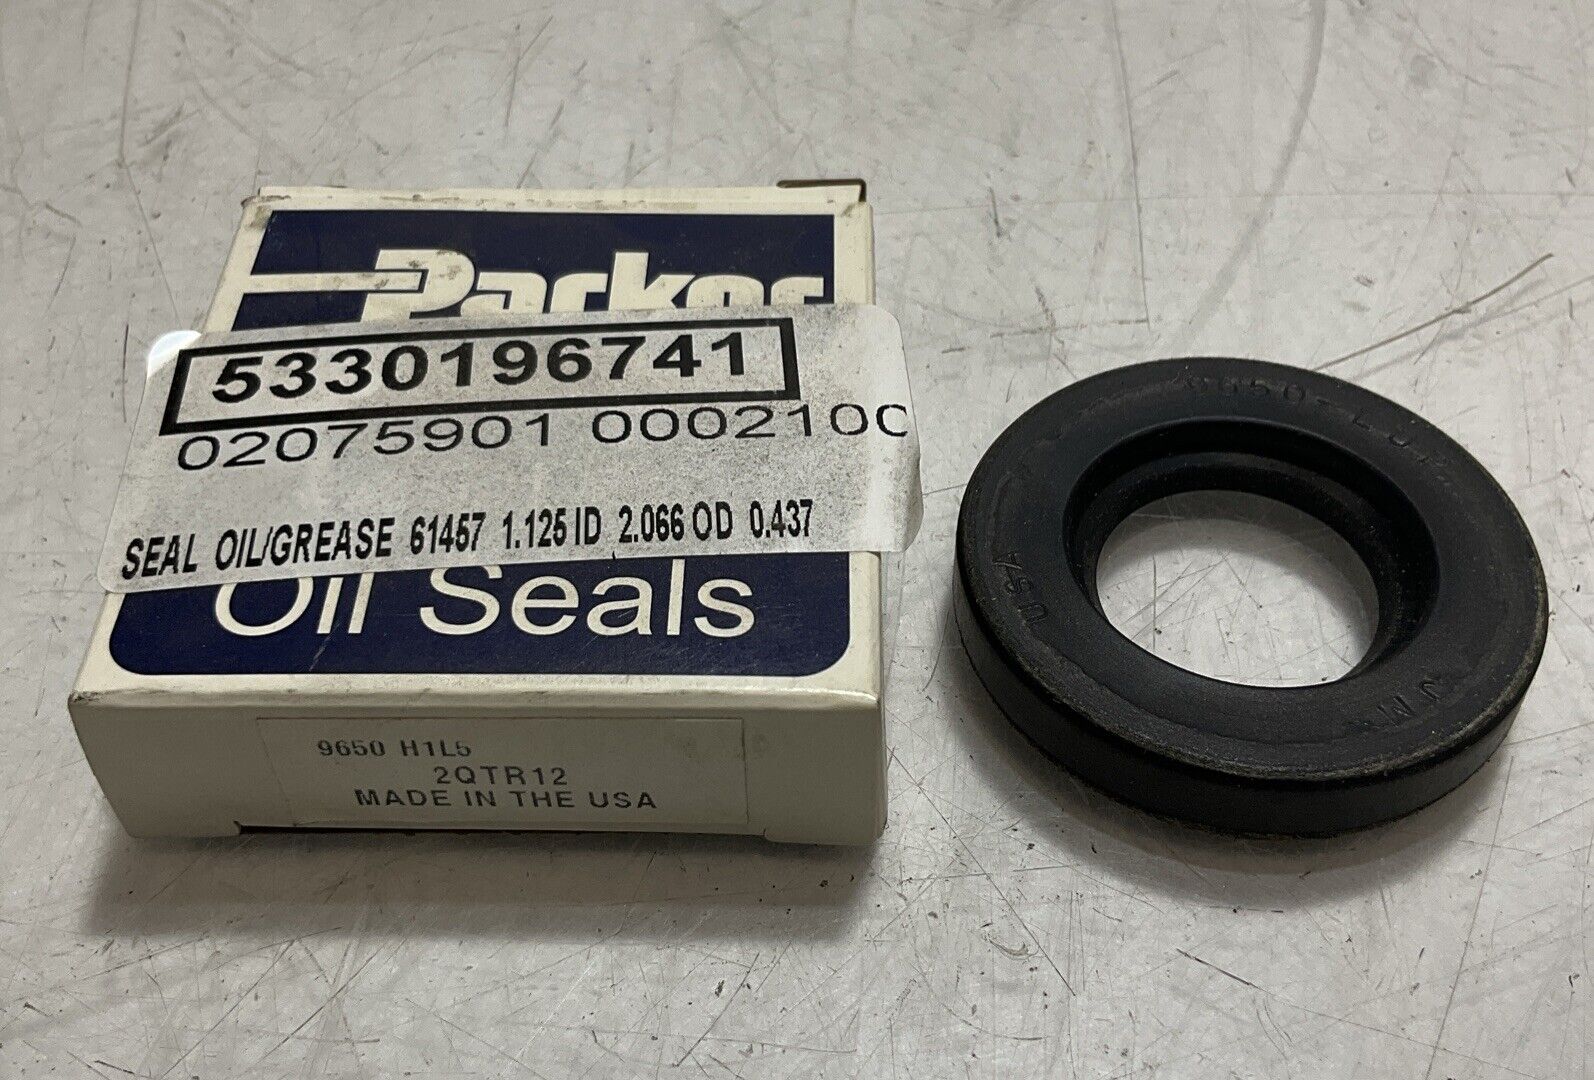 Parker
5330196741
02075901 000210C
SEAL OIL/GREASE 61457 1.125 ID 2.066 OD 0.437
Oil Seals
9650 H1L5
2QTR12
MADE IN THE USA
USA
JM